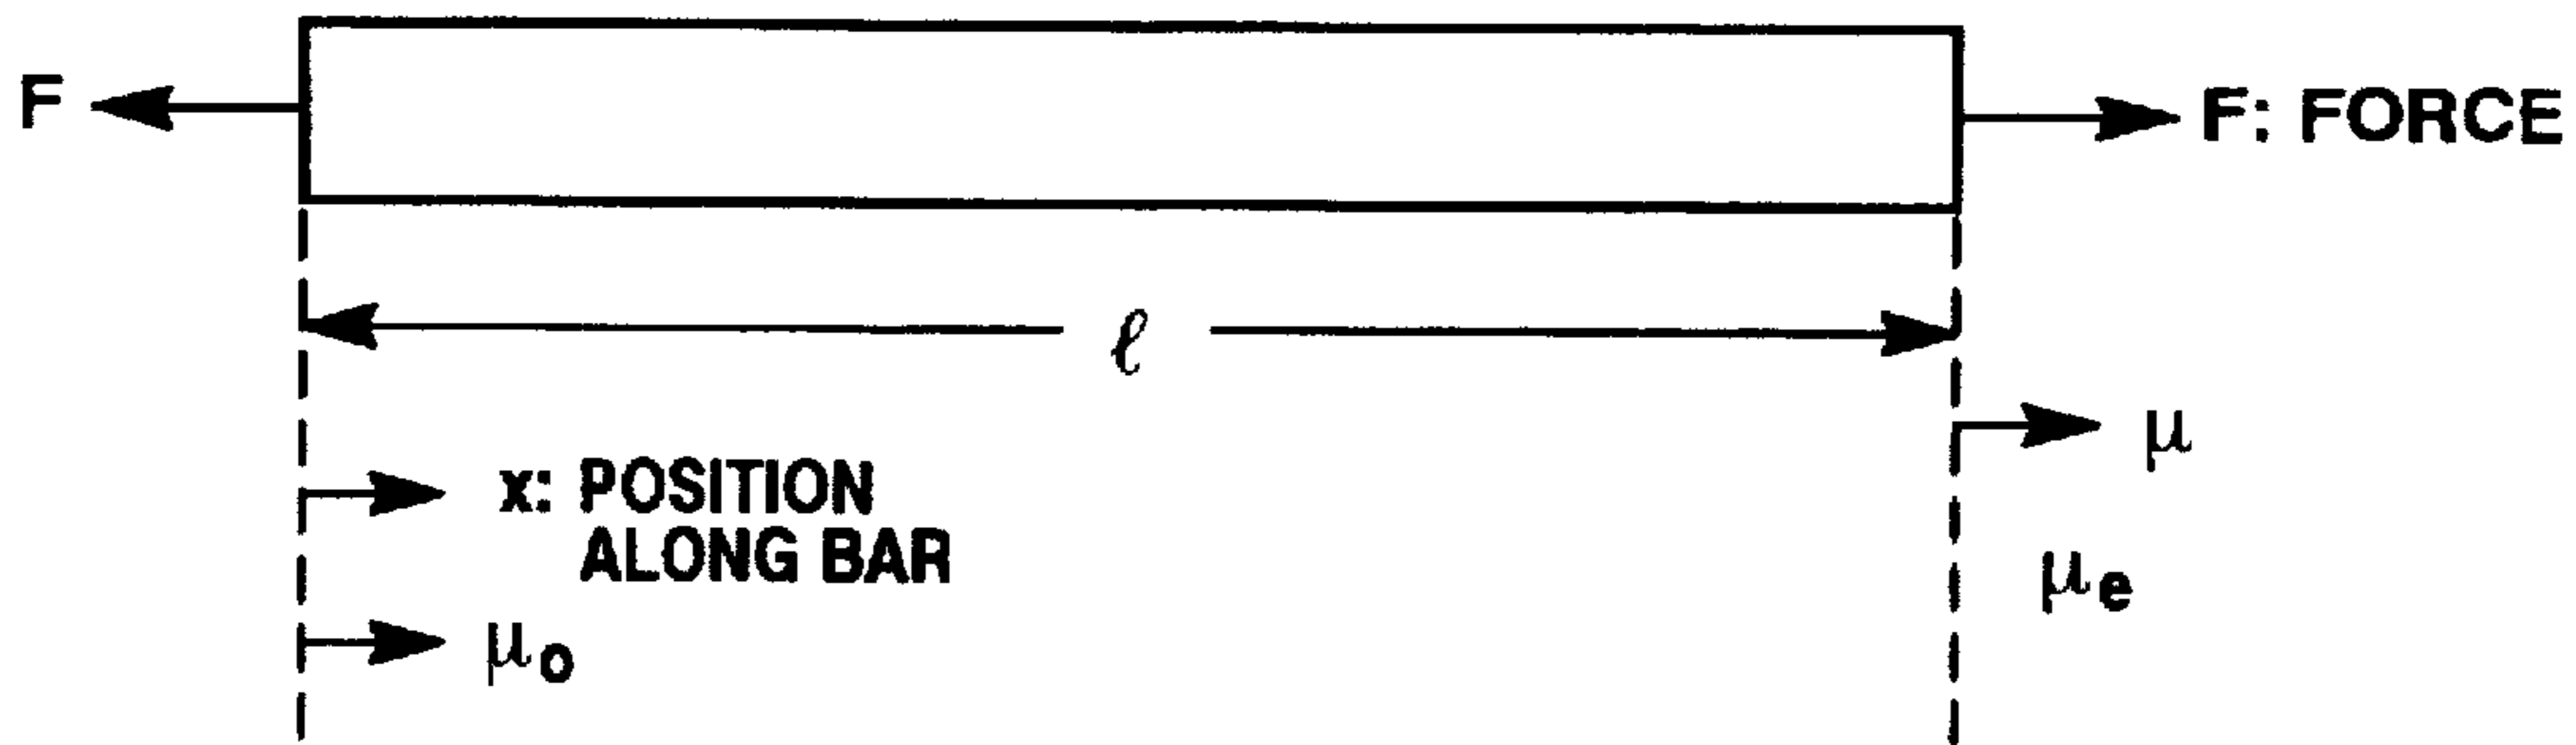 F
F: FORCE
ℓ
μ
x: POSITION
ALONG BAR
μe
μo